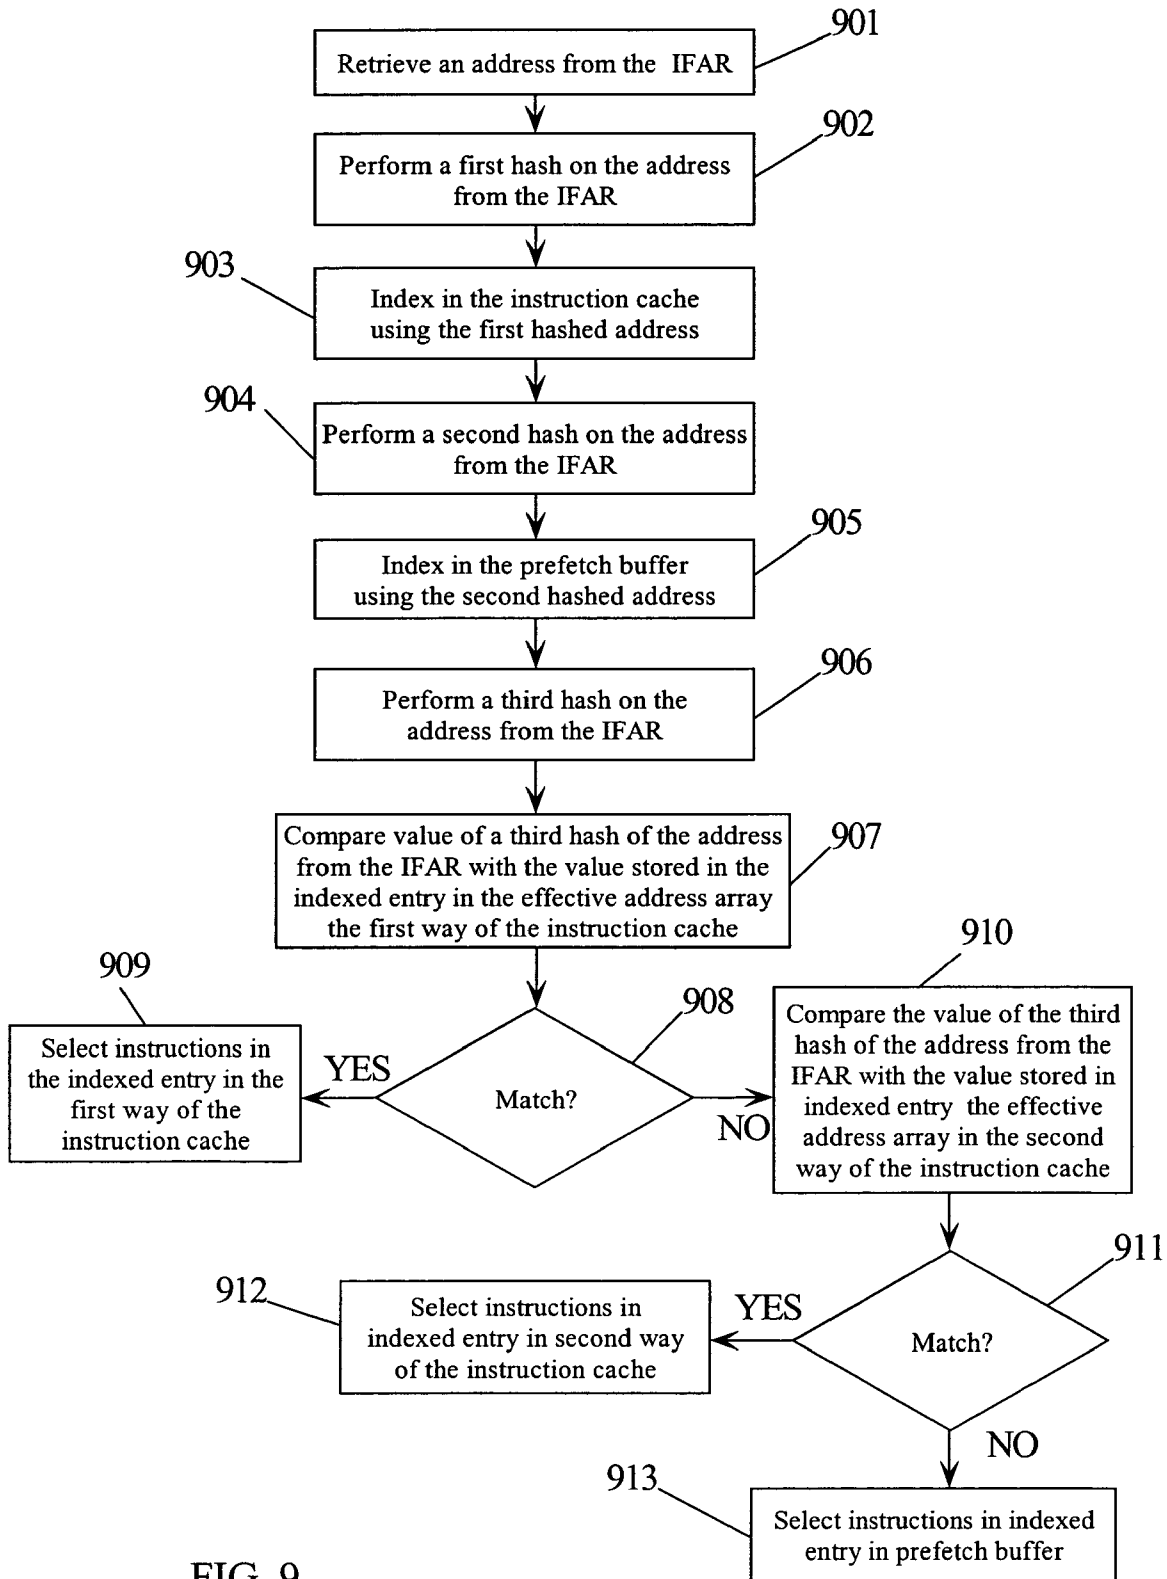 901
Retrieve an address from the IFAR
902
Perform a first hash on the address
from the IFAR
903
Index in the instruction cache
using the first hashed address
904
Perform a second hash on the address
from the IFAR
905
Index in the prefetch buffer
using the second hashed address
906
Perform a third hash on the
address from the IFAR
907
Compare value of a third hash of the address
from the IFAR with the value stored in the
indexed entry in the effective address array
the first way of the instruction cache
908
Match?
YES
909
Select instructions in
the indexed entry in the
first way of the
instruction cache
NO
910
Compare the value of the third
hash of the address from the
IFAR with the value stored in
indexed entry the effective
address array in the second
way of the instruction cache
911
Match?
YES
912
Select instructions in
indexed entry in second way
of the instruction cache
NO
913
Select instructions in indexed
entry in prefetch buffer
FIG. 9